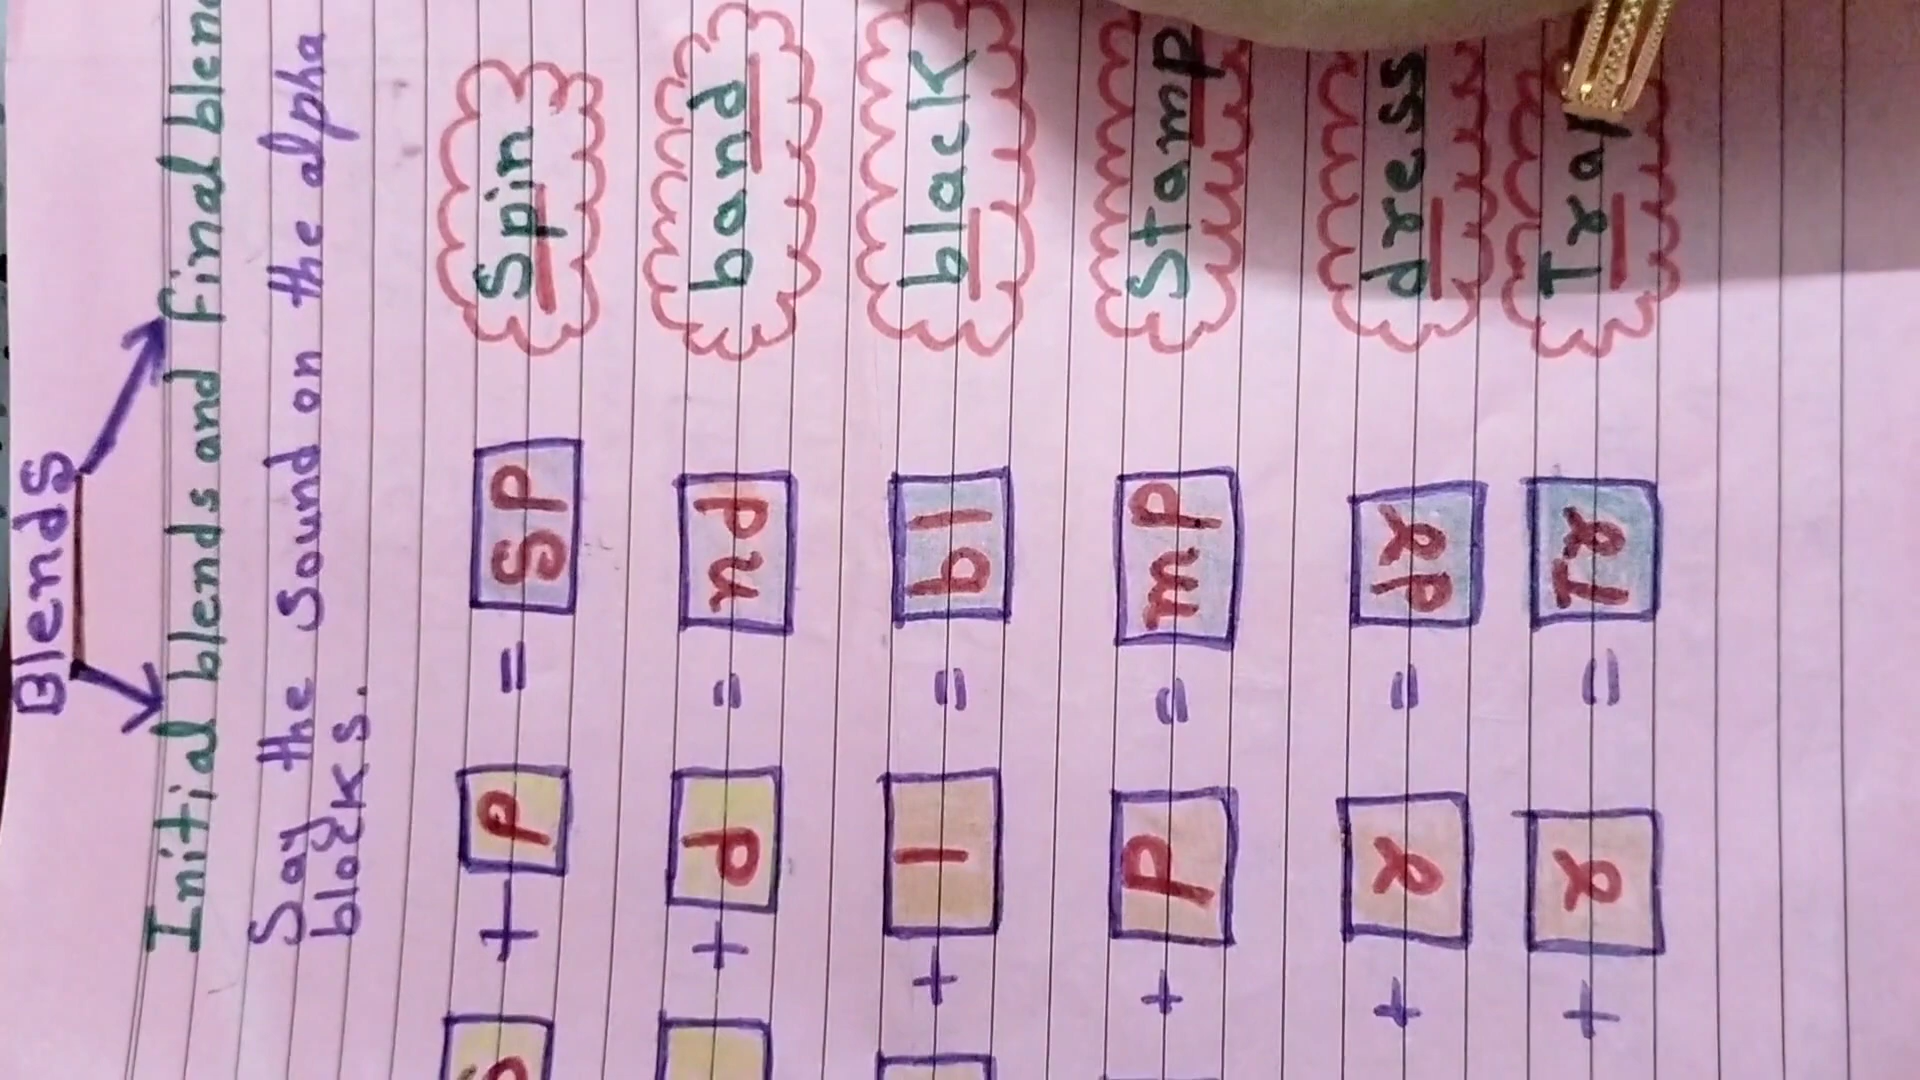 Blends
Initial blends and Final blen
Say the Sound on the alpha
blocks.
+ P = SP Spin
+ d = nd band
+ l = bl black
+ P = mp Stamp
+ r = dr dress
+ r = Tr